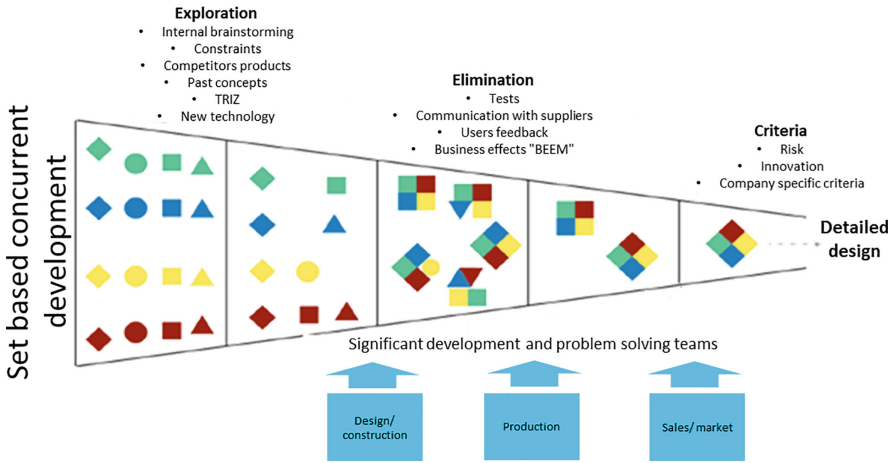 Exploration
• Internal brainstorming
• Constraints
• Competitors products
• Past concepts
• TRIZ
• New technology
Elimination
• Tests
• Communication with suppliers
• Users feedback
• Business effects "BEEM"
Criteria
• Risk
• Innovation
• Company specific criteria
Set based concurrent
development
Detailed
design
Significant development and problem solving teams
Design/
construction
Production
Sales/ market